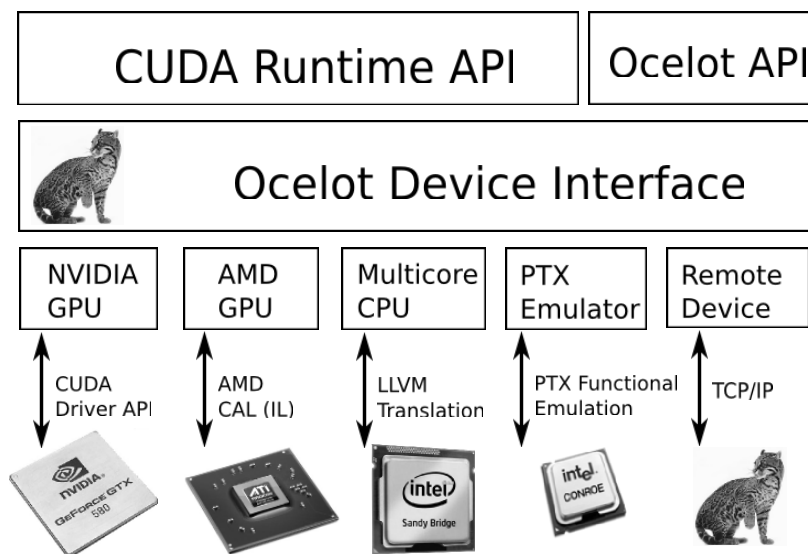 CUDA Runtime API
Ocelot API
Ocelot Device Interface
NVIDIA
GPU
AMD
GPU
Multicore
CPU
PTX
Emulator
Remote
Device
CUDA
Driver API
AMD
CAL (IL)
LLVM
Translation
PTX Functional
Emulation
TCP/IP
NVIDIA
GEFORCE GTX
580
ATI
intel
Sandy Bridge
intel
CONROE